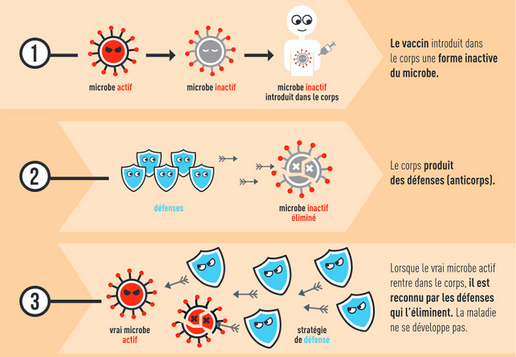 1
microbe actif
microbe inactif
microbe inactif
introduit dans le corps
Le vaccin introduit dans
le corps une forme inactive
du microbe.
2
défenses
microbe inactif
éliminé
Le corps produit
des défenses (anticorps).
3
vrai microbe
actif
stratégie
de défense
Lorsque le vrai microbe actif
rentre dans le corps, il est
reconnu par les défenses
qui l'éliminent. La maladie
ne se développe pas.